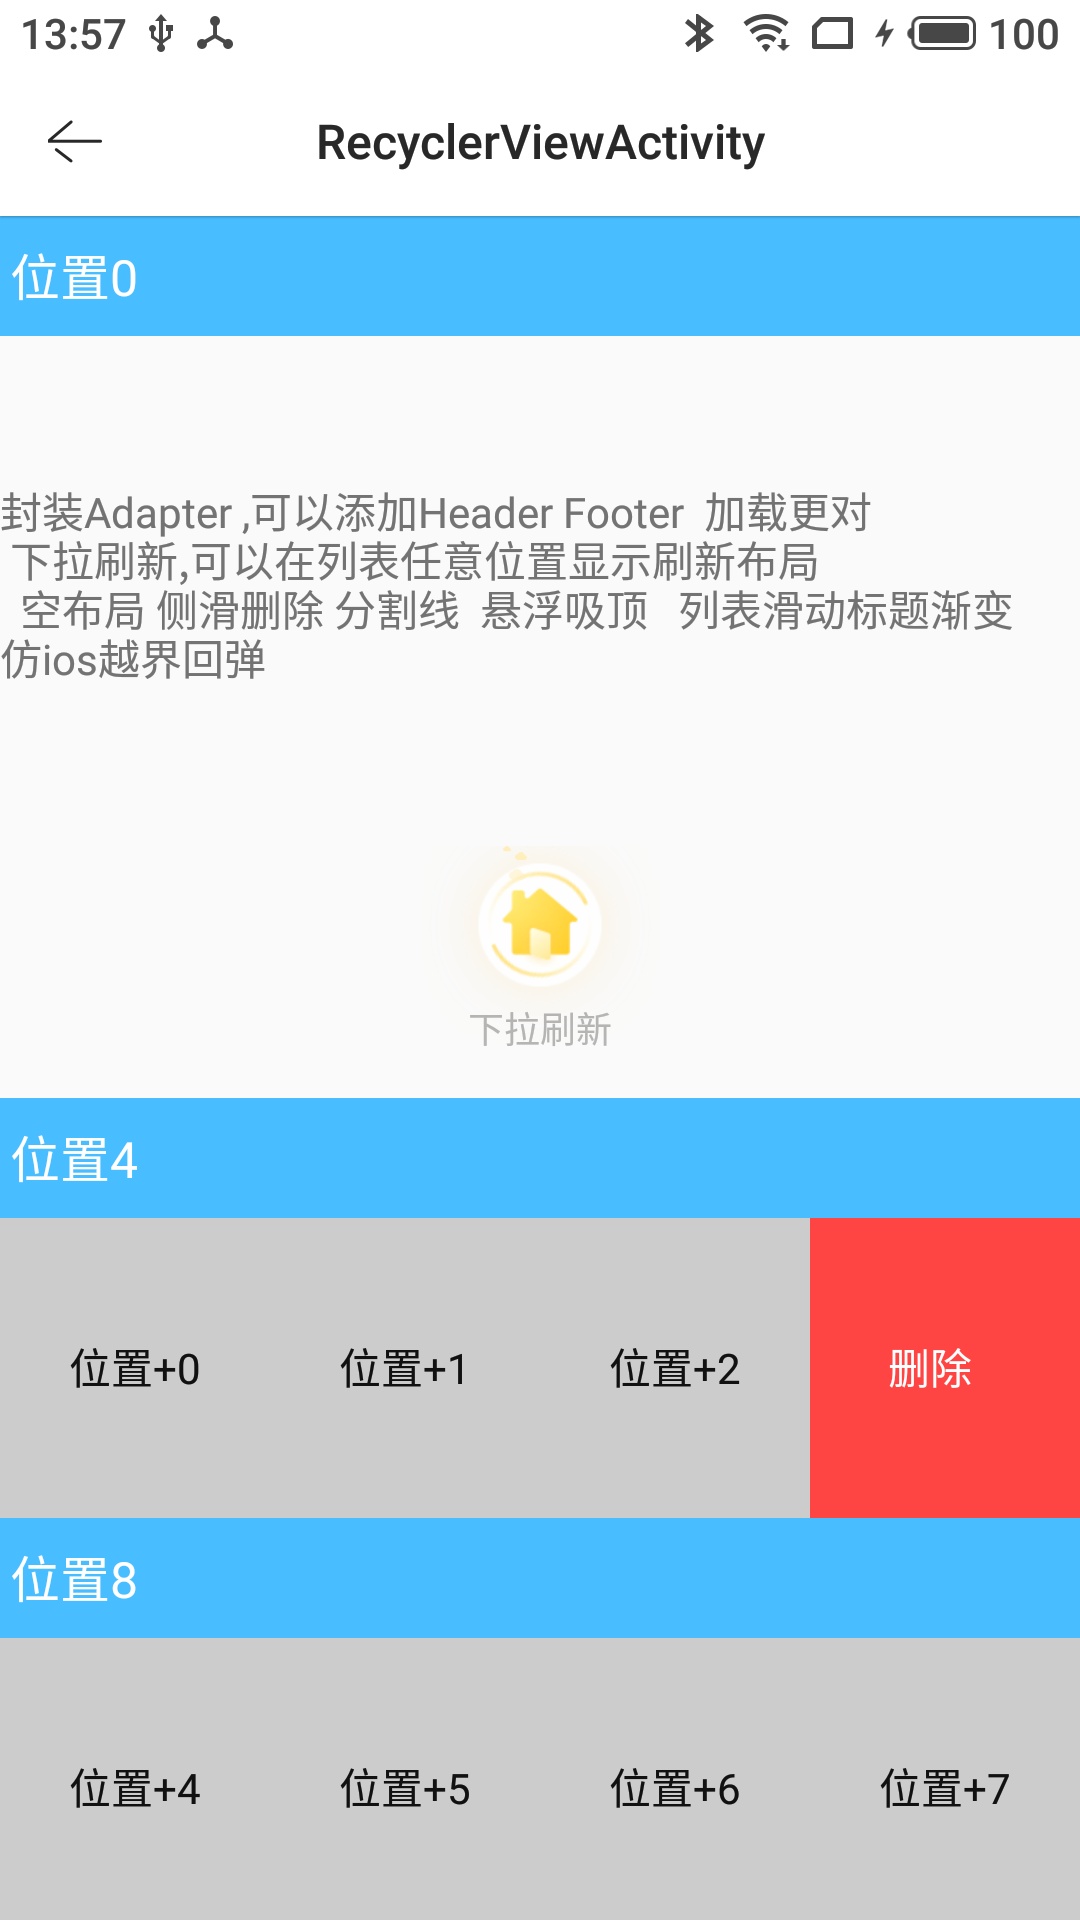 13:57 100
RecyclerViewActivity
位置0
封装Adapter ,可以添加Header Footer  加载更对
下拉刷新,可以在列表任意位置显示刷新布局
空布局 侧滑删除 分割线  悬浮吸顶   列表滑动标题渐变
仿ios越界回弹
下拉刷新
位置4
位置+0 位置+1 位置+2 删除
位置8
位置+4 位置+5 位置+6 位置+7